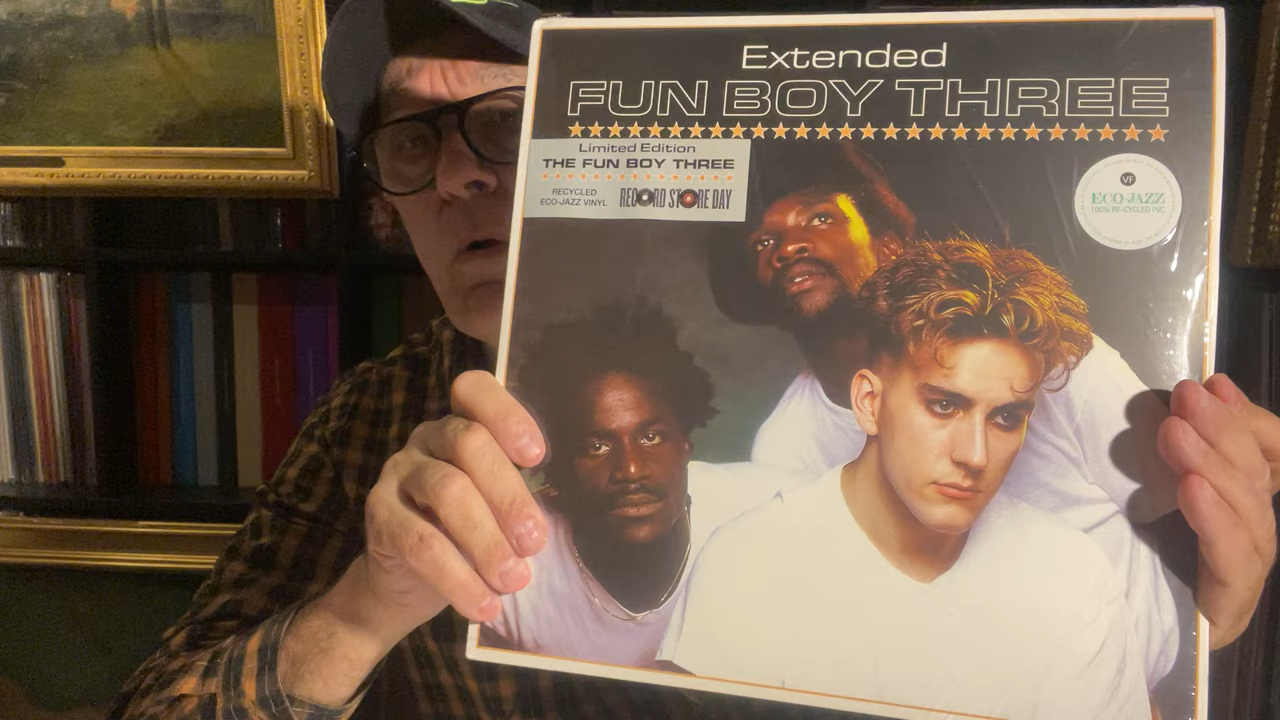 Extended
FUN BOY THREE
Limited Edition
THE FUN BOY THREE
RECYCLED
ECO-JAZZ VINYL
RECORD STORE DAY
VF
ECO-JAZZ
100% RE-CYCLED PVC